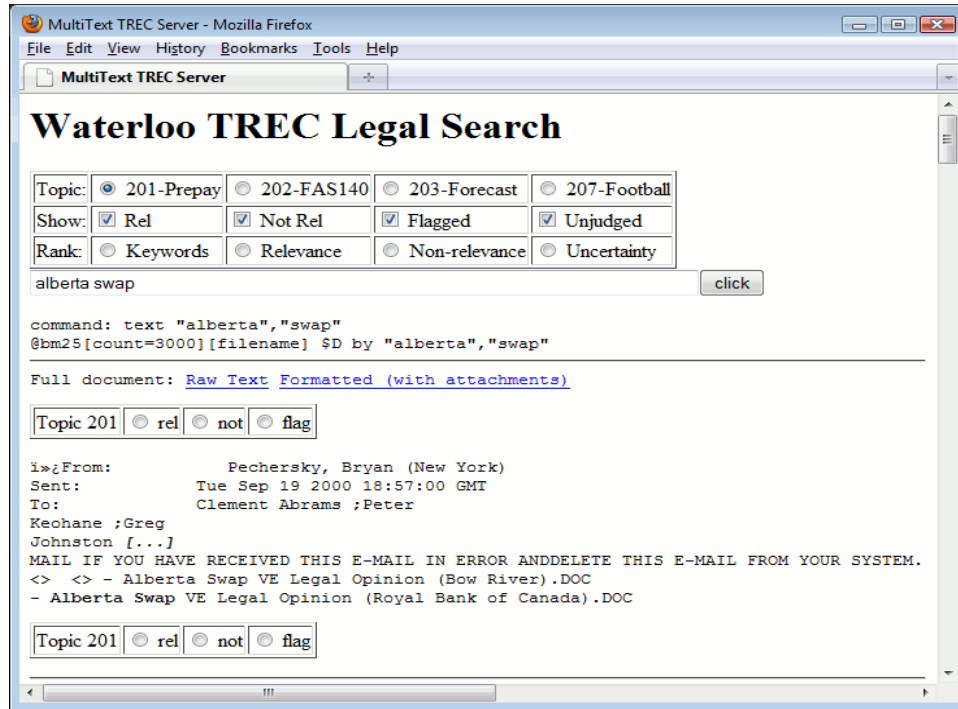 MultiText TREC Server - Mozilla Firefox
File Edit View History Bookmarks Tools Help
MultiText TREC Server
Waterloo TREC Legal Search
Topic: 201-Prepay 202-FAS140 203-Forecast 207-Football
Show: Rel Not Rel Flagged Unjudged
Rank: Keywords Relevance Non-relevance Uncertainty
alberta swap click
command: text "alberta","swap"
@bm25[count=3000][filename] $D by "alberta","swap"
Full document: Raw Text Formatted (with attachments)
Topic 201 rel not flag
ï»¿From: Pechersky, Bryan (New York)
Sent: Tue Sep 19 2000 18:57:00 GMT
To: Clement Abrams ;Peter
Keohane ;Greg
Johnston [...]
MAIL IF YOU HAVE RECEIVED THIS E-MAIL IN ERROR ANDDELETE THIS E-MAIL FROM YOUR SYSTEM.
<> <> - Alberta Swap VE Legal Opinion (Bow River).DOC
- Alberta Swap VE Legal Opinion (Royal Bank of Canada).DOC
Topic 201 rel not flag